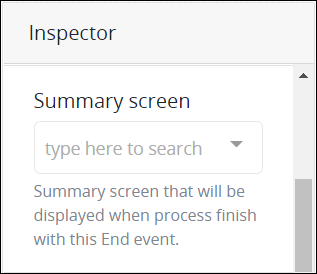 Inspector
Summary screen
type here to search
Summary screen that will be
displayed when process finish
with this End event.